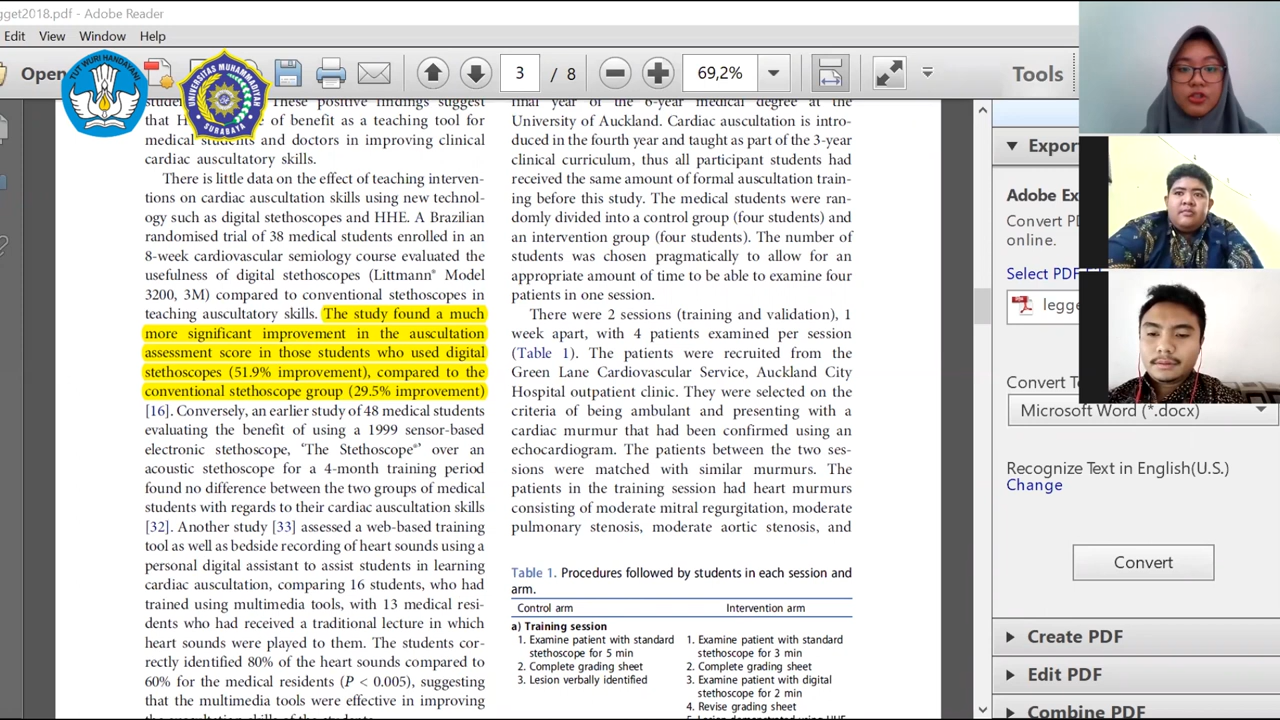 gget2018.pdf - Adobe Reader
Edit View Window Help
Open
3 / 8
69,2%
Tools
TUT WURI HANDAYANI
UNIVERSITAS MUHAMMADIYAH SURABAYA
These positive findings suggest
that of benefit as a teaching tool for
medical students and doctors in improving clinical
cardiac auscultatory skills.
There is little data on the effect of teaching interven-
tions on cardiac auscultation skills using new technol-
ogy such as digital stethoscopes and HHE. A Brazilian
randomised trial of 38 medical students enrolled in an
8-week cardiovascular semiology course evaluated the
usefulness of digital stethoscopes (Littmann® Model
3200, 3M) compared to conventional stethoscopes in
teaching auscultatory skills. The study found a much
more significant improvement in the auscultation
assessment score in those students who used digital
stethoscopes (51.9% improvement), compared to the
conventional stethoscope group (29.5% improvement)
[16]. Conversely, an earlier study of 48 medical students
evaluating the benefit of using a 1999 sensor-based
electronic stethoscope, ‘The Stethoscope®’ over an
acoustic stethoscope for a 4-month training period
found no difference between the two groups of medical
students with regards to their cardiac auscultation skills
[32]. Another study [33] assessed a web-based training
tool as well as bedside recording of heart sounds using a
personal digital assistant to assist students in learning
cardiac auscultation, comparing 16 students, who had
trained using multimedia tools, with 13 medical resi-
dents who had received a traditional lecture in which
heart sounds were played to them. The students cor-
rectly identified 80% of the heart sounds compared to
60% for the medical residents (P < 0.005), suggesting
that the multimedia tools were effective in improving
final year of the 6-year medical degree at the
University of Auckland. Cardiac auscultation is intro-
duced in the fourth year and taught as part of the 3-year
clinical curriculum, thus all participant students had
received the same amount of formal auscultation train-
ing before this study. The medical students were ran-
domly divided into a control group (four students) and
an intervention group (four students). The number of
students was chosen pragmatically to allow for an
appropriate amount of time to be able to examine four
patients in one session.
There were 2 sessions (training and validation), 1
week apart, with 4 patients examined per session
(Table 1). The patients were recruited from the
Green Lane Cardiovascular Service, Auckland City
Hospital outpatient clinic. They were selected on the
criteria of being ambulant and presenting with a
cardiac murmur that had been confirmed using an
echocardiogram. The patients between the two ses-
sions were matched with similar murmurs. The
patients in the training session had heart murmurs
consisting of moderate mitral regurgitation, moderate
pulmonary stenosis, moderate aortic stenosis, and
Table 1. Procedures followed by students in each session and
arm.
Control arm Intervention arm
a) Training session
1. Examine patient with standard
stethoscope for 5 min
2. Complete grading sheet
3. Lesion verbally identified
1. Examine patient with standard
stethoscope for 3 min
2. Complete grading sheet
3. Examine patient with digital
stethoscope for 2 min
4. Revise grading sheet
Expor
Adobe Ex
Convert P
online.
Select PDF
legge
Convert T
Microsoft Word (*.docx)
Recognize Text in English(U.S.)
Change
Convert
Create PDF
Edit PDF
Combine PDF